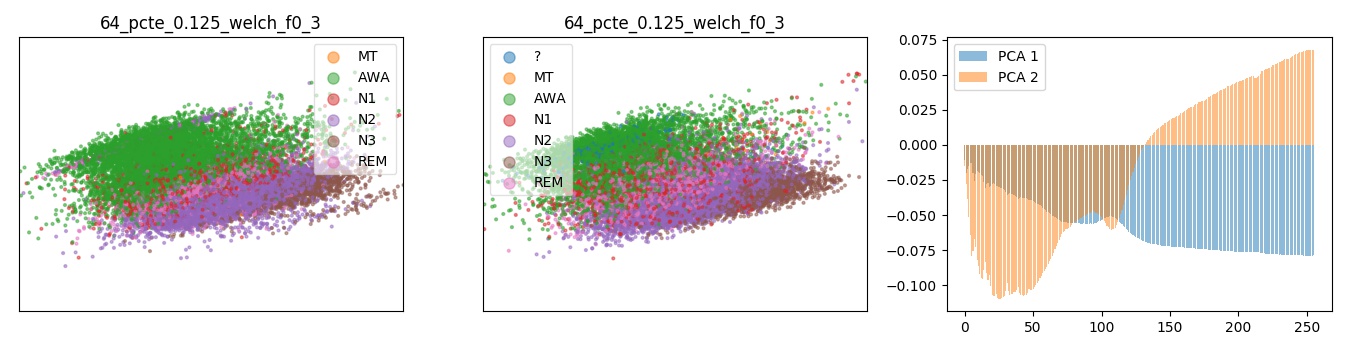 64_pcte_0.125_welch_f0_3
MT
AWA
N1
N2
N3
REM
64_pcte_0.125_welch_f0_3
?
MT
AWA
N1
N2
N3
REM
PCA 1
PCA 2
0.075
0.050
0.025
0.000
−0.025
−0.050
−0.075
−0.100
0 50 100 150 200 250